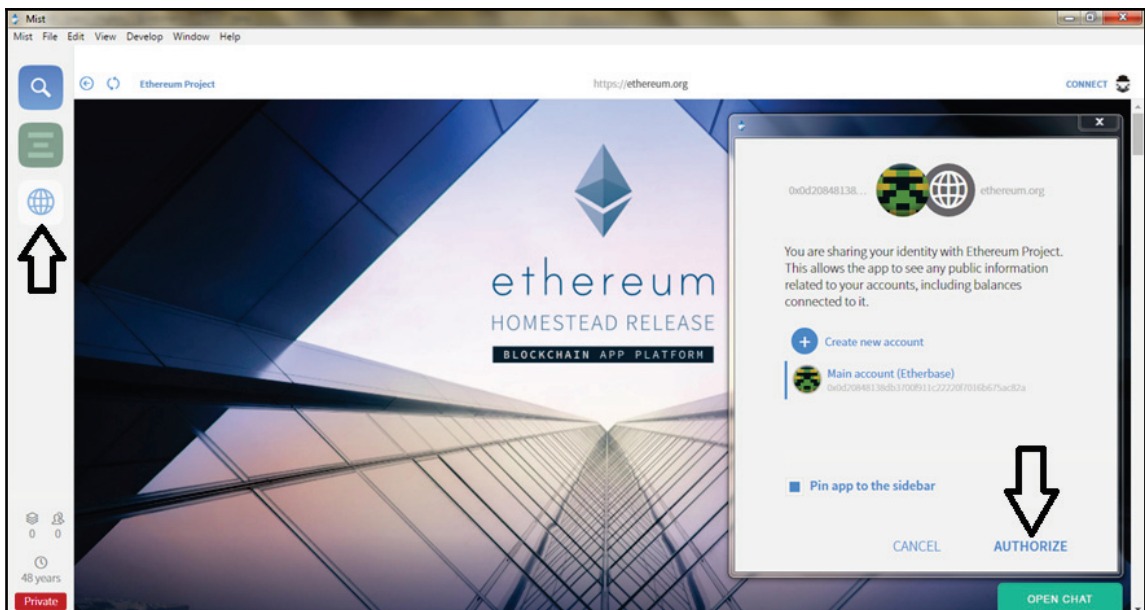 Mist
Mist File Edit View Develop Window Help
Ethereum Project
https://ethereum.org
CONNECT
ethereum
HOMESTEAD RELEASE
BLOCKCHAIN APP PLATFORM
X
0x0d20848138...
ethereum.org
You are sharing your identity with Ethereum Project.
This allows the app to see any public information
related to your accounts, including balances
connected to it.
Create new account
Main account (Etherbase)
Pin app to the sidebar
CANCEL AUTHORIZE
0 0
48 years
Private
OPEN CHAT